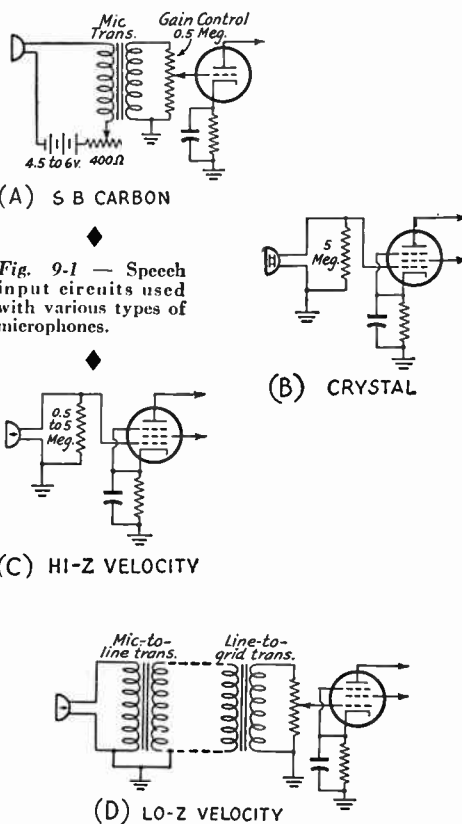 Mic
Trans.
Gain Control
0.5 Meg.
4.5 to 6v.
400Ω
(A) S B CARBON
Fig. 9-1 — Speech
input circuits used
with various types of
microphones.
5
Meg.
(B) CRYSTAL
0.5
to 5
Meg.
(C) HI-Z VELOCITY
Mic.-to-
line trans.
Line-to-
grid trans.
(D) LO-Z VELOCITY